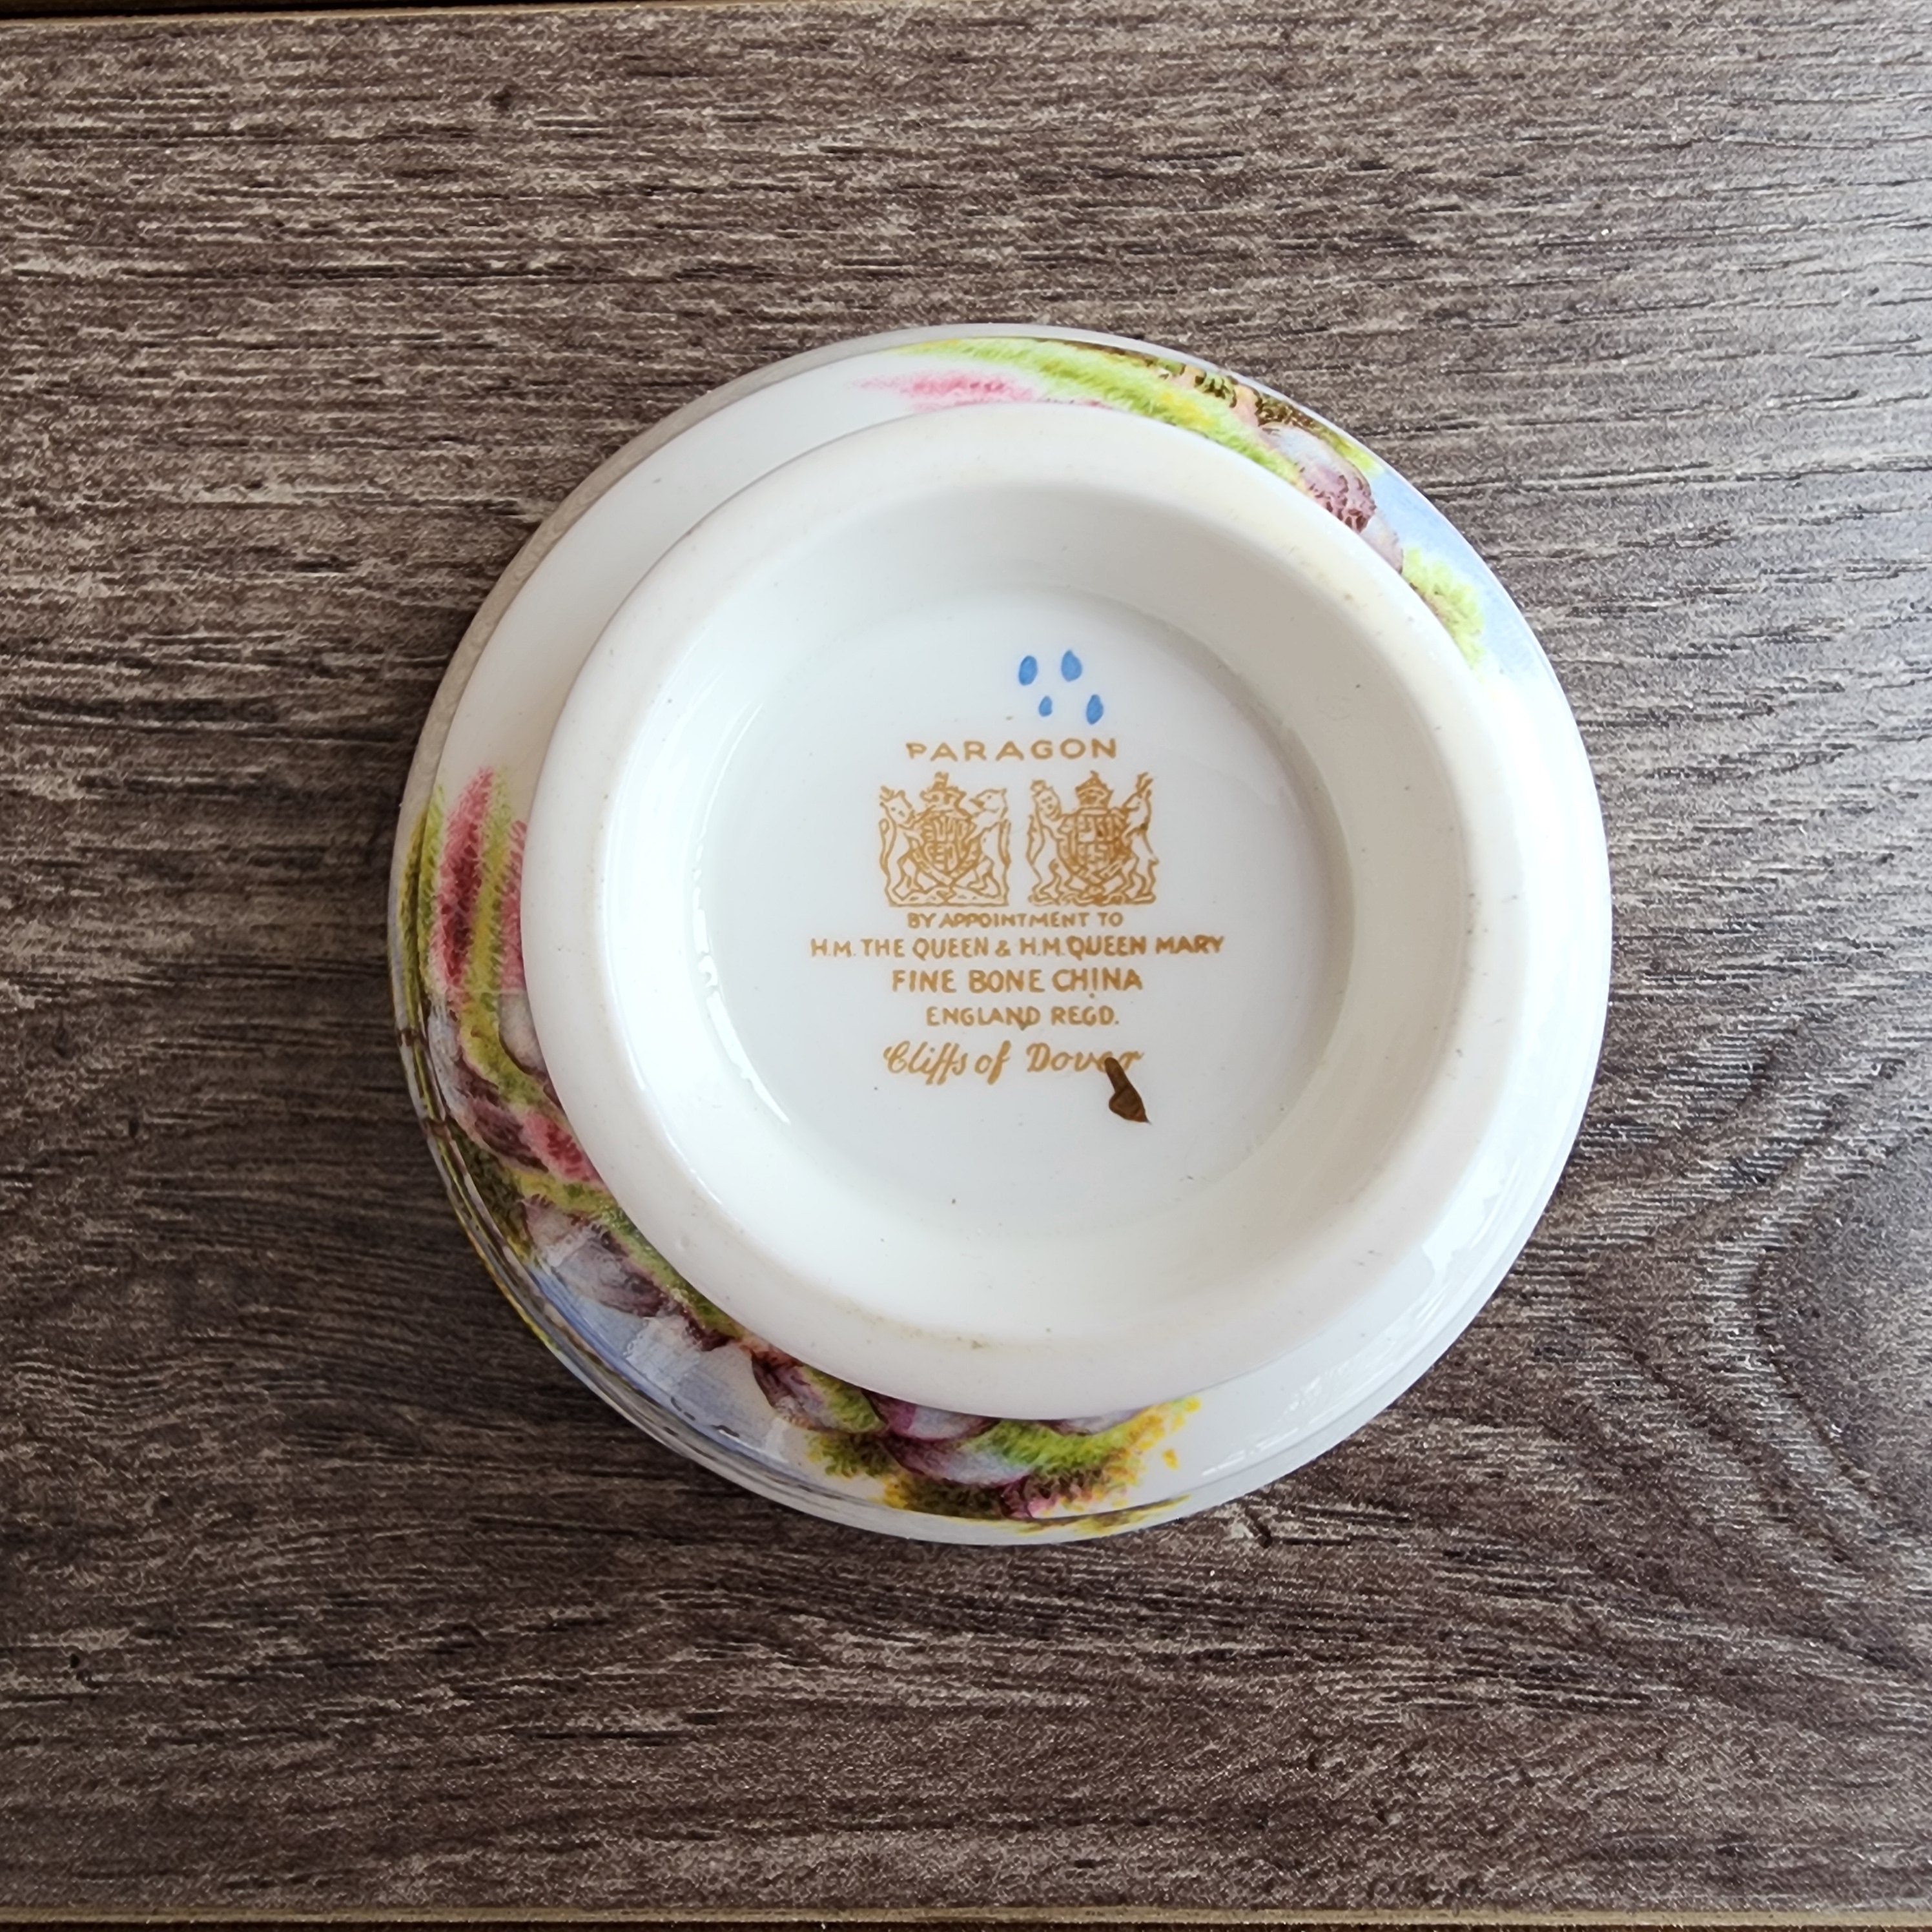 PARAGON
BY APPOINTMENT TO
H.M. THE QUEEN & H.M. QUEEN MARY
FINE BONE CHINA
ENGLAND REGD.
Cliffs of Dover